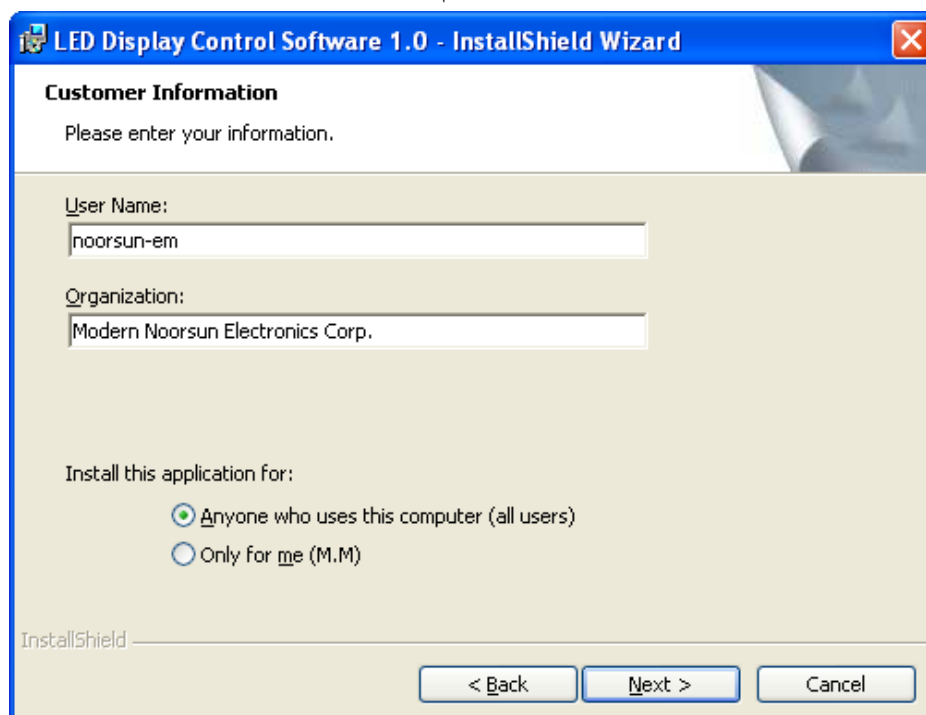 LED Display Control Software 1.0 - InstallShield Wizard
Customer Information
Please enter your information.
User Name:
noorsun-em
Organization:
Modern Noorsun Electronics Corp.
Install this application for:
Anyone who uses this computer (all users)
Only for me (M.M)
InstallShield
< Back Next > Cancel